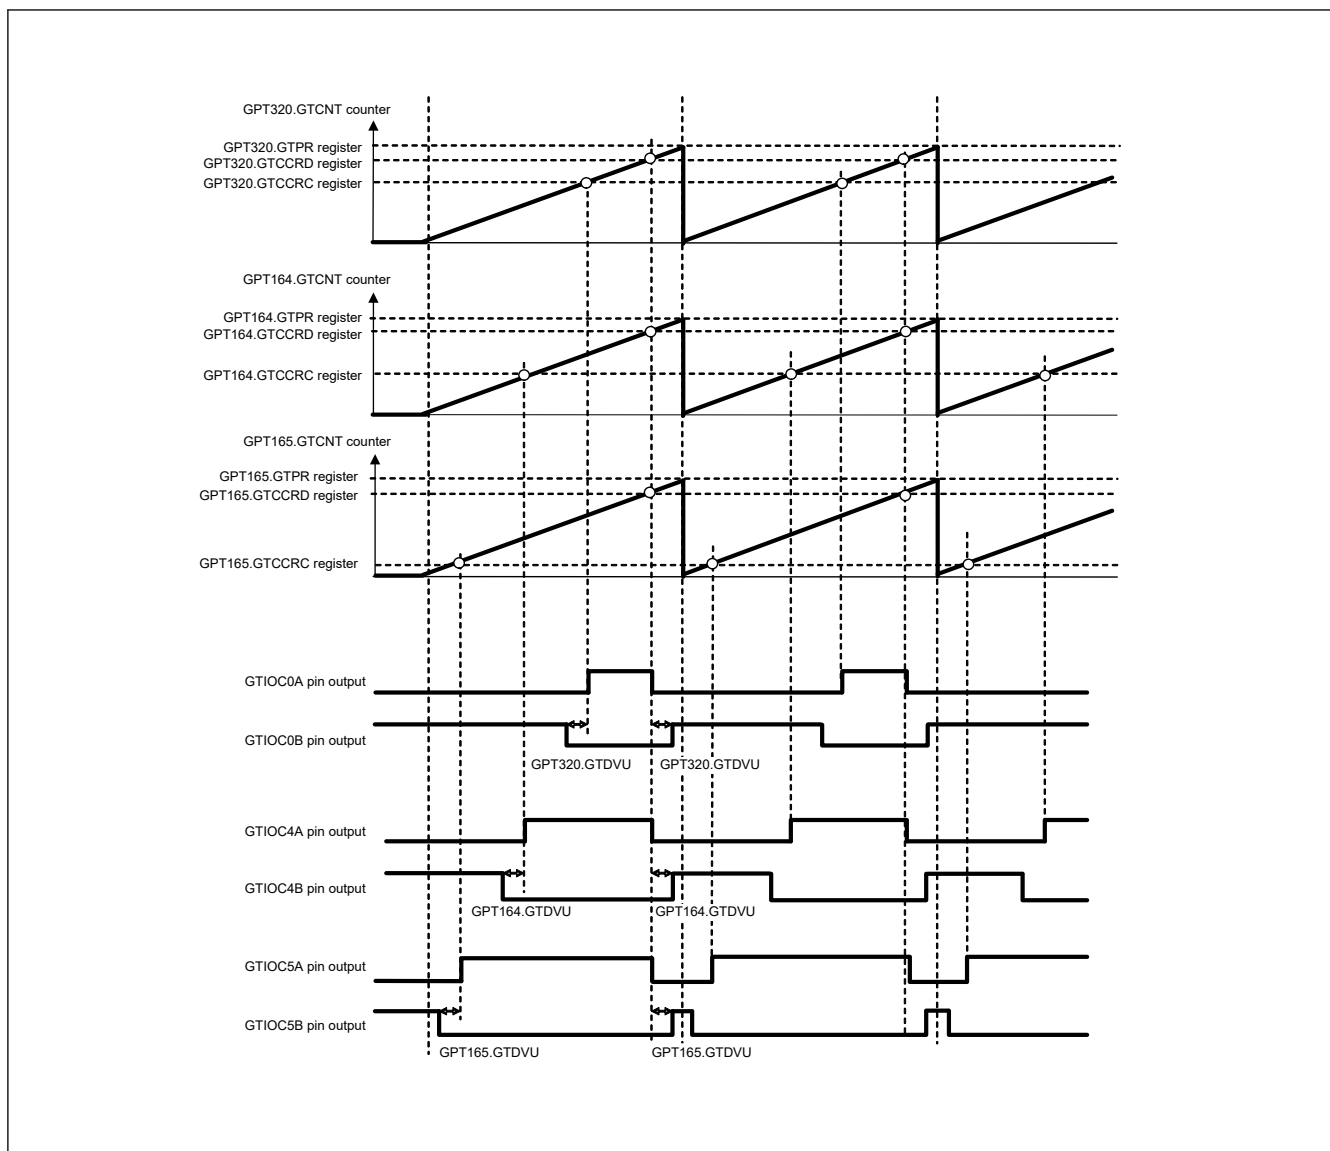 GPT320.GTCNT counter
GPT320.GTPR register
GPT320.GTCCRD register
GPT320.GTCCRC register
GPT164.GTCNT counter
GPT164.GTPR register
GPT164.GTCCRD register
GPT164.GTCCRC register
GPT165.GTCNT counter
GPT165.GTPR register
GPT165.GTCCRD register
GPT165.GTCCRC register
GTIOC0A pin output
GTIOC0B pin output
GPT320.GTDVU GPT320.GTDVU
GTIOC4A pin output
GTIOC4B pin output
GPT164.GTDVU GPT164.GTDVU
GTIOC5A pin output
GTIOC5B pin output
GPT165.GTDVU GPT165.GTDVU